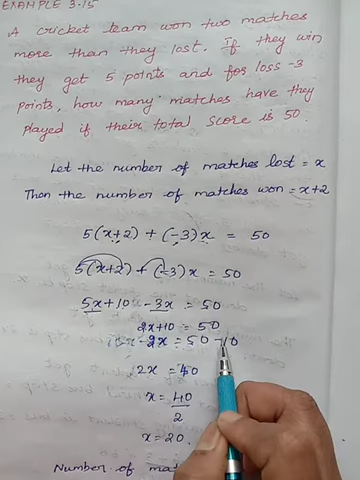 EXAMPLE 3.15
A cricket team won two matches
more than they lost. If they win
they get 5 points and for loss -3
points, how many matches have they
played if their total score is 50.
Let the number of matches lost = x
Then the number of matches won = x+2
5(x+2) + (-3)x = 50
5(x+2) + (-3)x = 50
5x+10 -3x = 50
2x+10 = 50
2x = 50 -10
2x = 40
x = 40/2
x = 20.
Number of mat